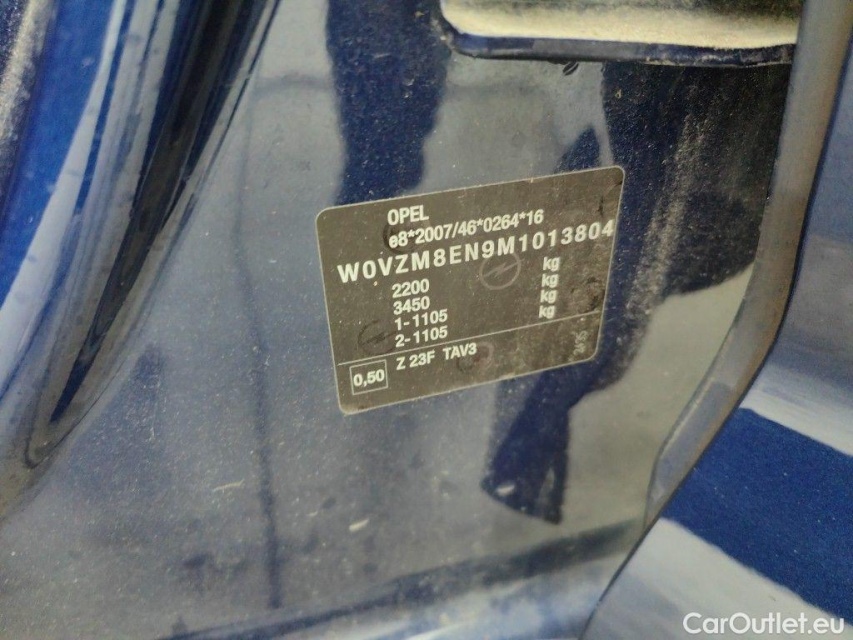 OPEL
e8*2007/46*0264*16
W0VZM8EN9M1013804
2200 kg
3450 kg
1-1105 kg
2-1105 kg
0,50 Z 23F TAV3
CarOutlet.eu